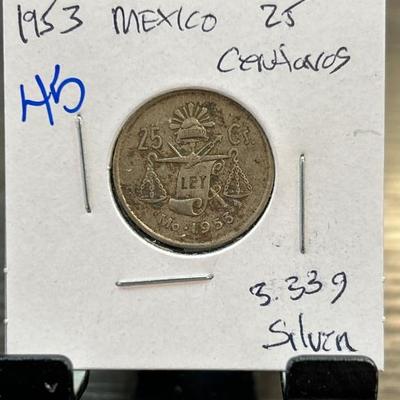 1953 MEXICO 25
Centavos
45
25 Cs.
LEY
Mo · 1953
3.33g
Silver